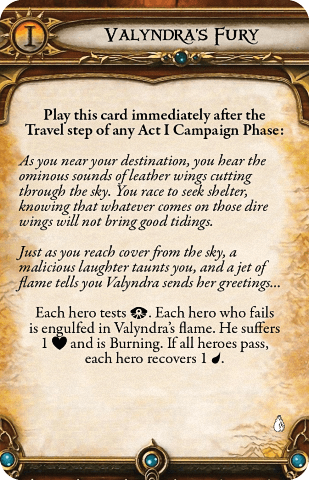 I
Valyndra's Fury
Play this card immediately after the
Travel step of any Act I Campaign Phase:
As you near your destination, you hear the
ominous sounds of leather wings cutting
through the sky. You race to seek shelter,
knowing that whatever comes on those dire
wings will not bring good tidings.
Just as you reach cover from the sky, a
malicious laughter taunts you, and a jet of
flame tells you Valyndra sends her greetings...
Each hero tests . Each hero who fails
is engulfed in Valyndra's flame. He suffers
1 and is Burning. If all heroes pass,
each hero recovers 1 .